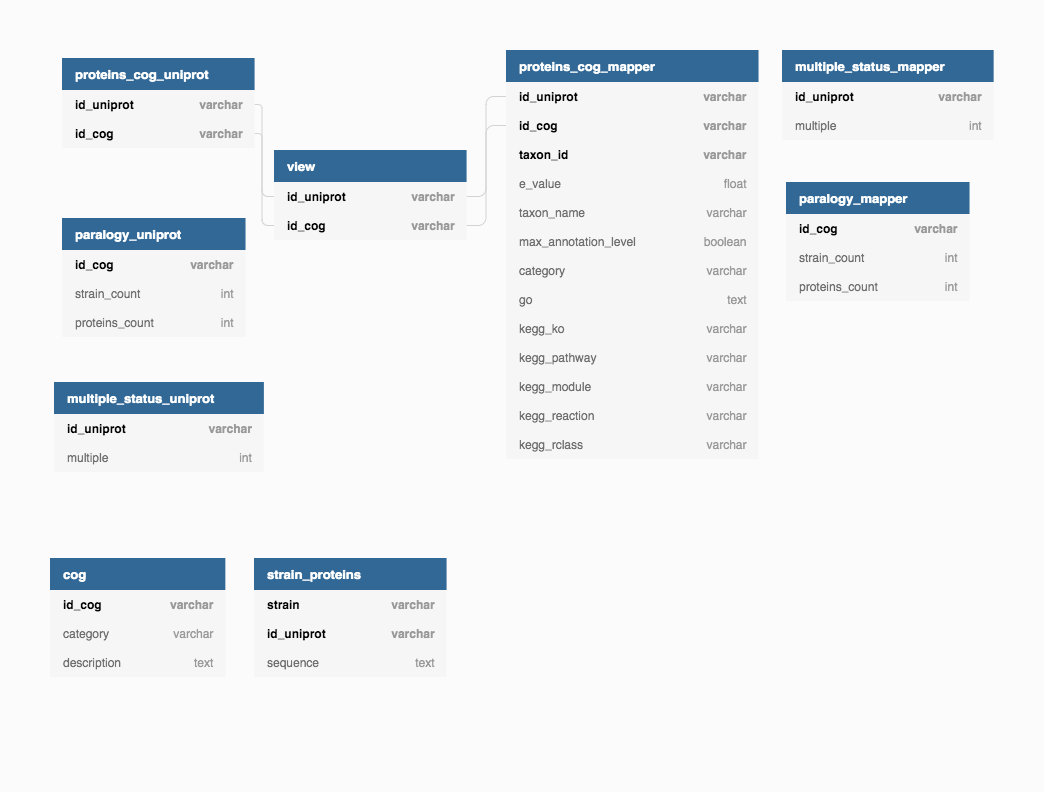 proteins_cog_uniprot
id_uniprot varchar
id_cog varchar
view
id_uniprot varchar
id_cog varchar
proteins_cog_mapper
id_uniprot varchar
id_cog varchar
taxon_id varchar
e_value float
taxon_name varchar
max_annotation_level boolean
category varchar
go text
kegg_ko varchar
kegg_pathway varchar
kegg_module varchar
kegg_reaction varchar
kegg_rclass varchar
multiple_status_mapper
id_uniprot varchar
multiple int
paralogy_mapper
id_cog varchar
strain_count int
proteins_count int
paralogy_uniprot
id_cog varchar
strain_count int
proteins_count int
multiple_status_uniprot
id_uniprot varchar
multiple int
cog
id_cog varchar
category varchar
description text
strain_proteins
strain varchar
id_uniprot varchar
sequence text